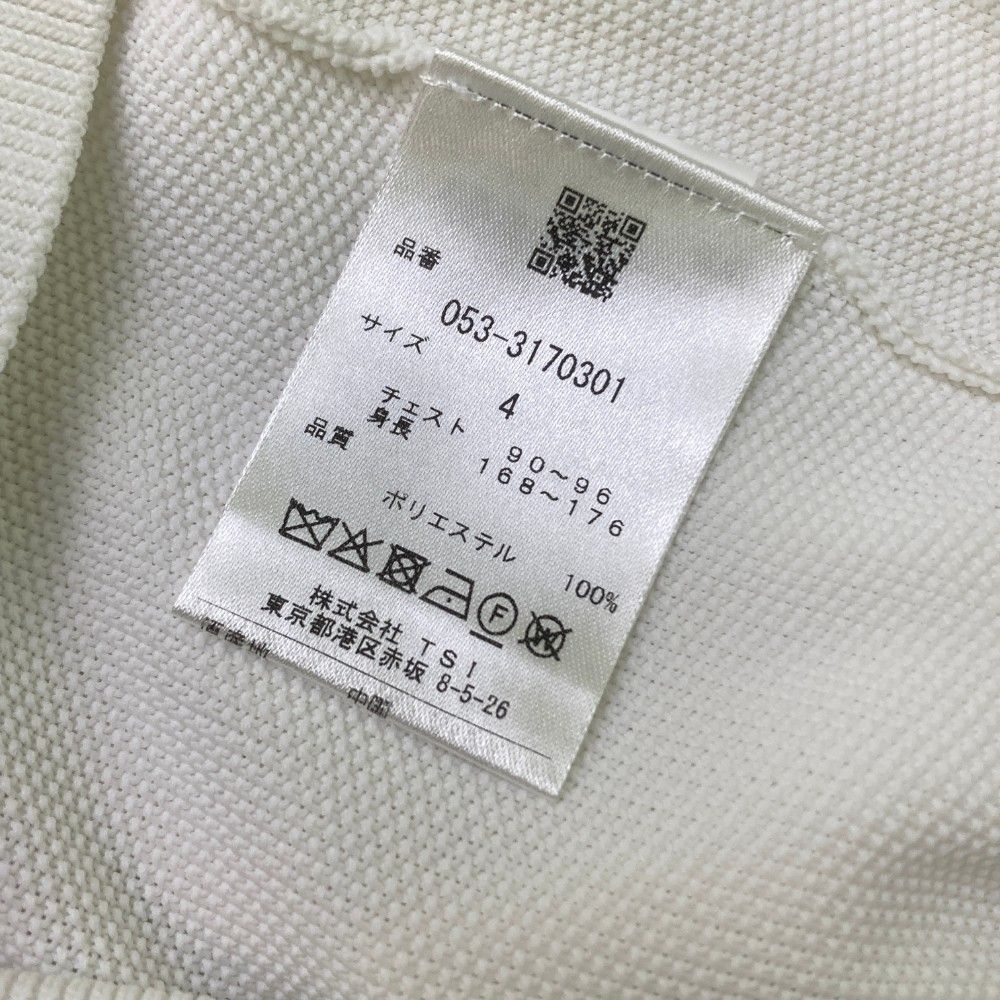 品番
053-3170301
サイズ
4
チェスト 90～96
身長 168～176
品質
ポリエステル 100%
F
株式会社 TSI
東京都港区赤坂 8-5-26
中国